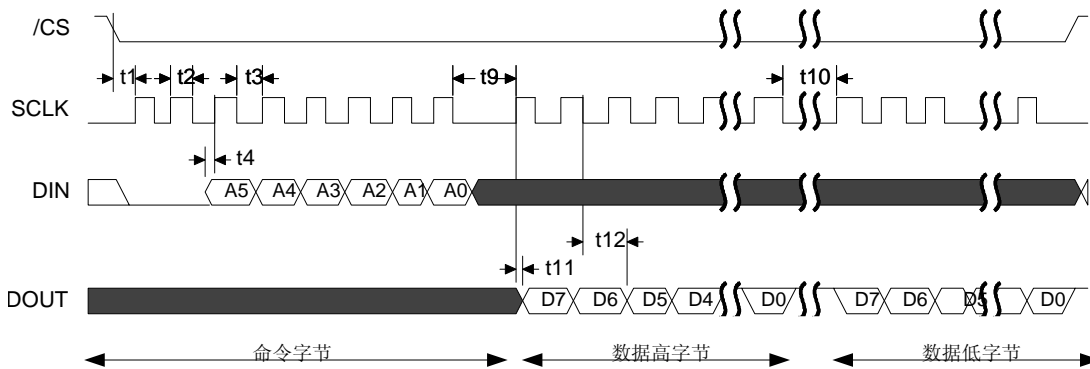 /CS
t1 t2 t3 t9 t10
SCLK
t4
DIN A5 A4 A3 A2 A1 A0
t12
t11
DOUT D7 D6 D5 D4 D0 D7 D6 D5 D0
命令字节 数据高字节 数据低字节